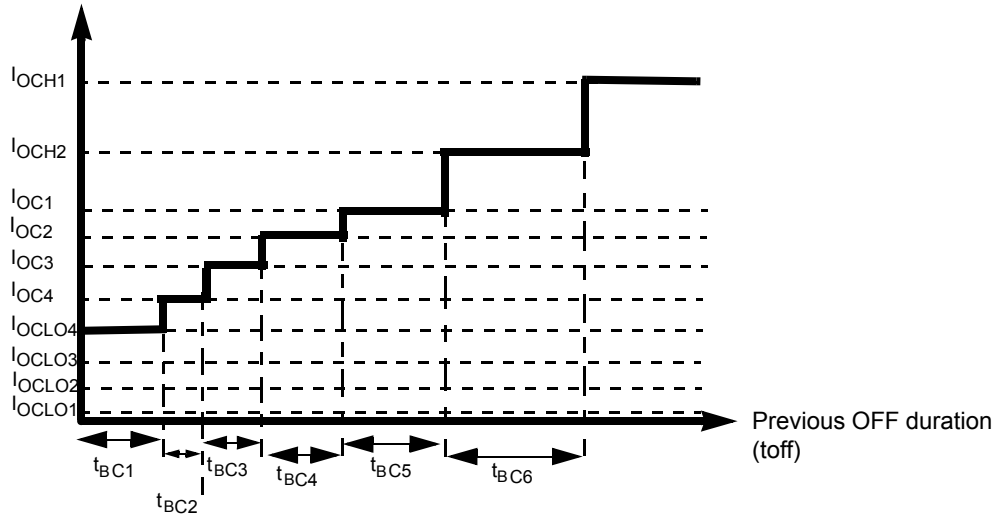 IOCH1
IOCH2
IOC1
IOC2
IOC3
IOC4
IOCLO4
IOCLO3
IOCLO2
IOCLO1
Previous OFF duration
(toff)
tBC1
tBC2
tBC3
tBC4
tBC5
tBC6